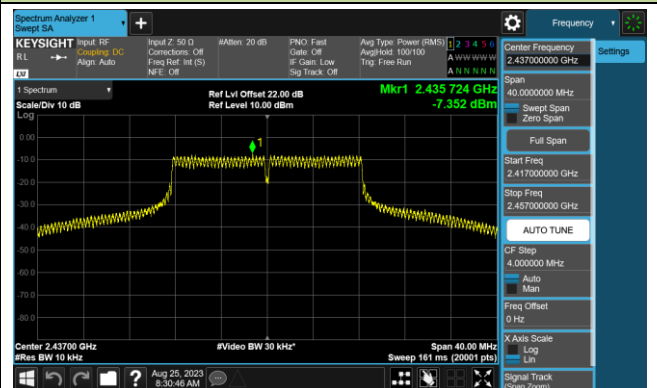 Spectrum Analyzer 1
Swept SA
Frequency
KEYSIGHT
RL
Input: RF
Coupling: DC
Align: Auto
Input Z: 50 Ω
Corrections: Off
Freq Ref: Int (S)
NFE: Off
#Atten: 20 dB
PNO: Fast
Gate: Off
IF Gain: Low
Sig Track: Off
Avg Type: Power (RMS)
Avg|Hold: 100/100
Trig: Free Run
1 2 3 4 5 6
A W W W W W
A N N N N N
1 Spectrum
Scale/Div 10 dB
Log
Ref Lvl Offset 22.00 dB
Ref Level 10.00 dBm
Mkr1 2.435 724 GHz
-7.352 dBm
1
0.00
-10.0
-20.0
-30.0
-40.0
-50.0
-60.0
-70.0
-80.0
Center 2.43700 GHz
#Res BW 10 kHz
#Video BW 30 kHz*
Span 40.00 MHz
Sweep 161 ms (20001 pts)
Aug 25, 2023
8:30:46 AM
Center Frequency
2.437000000 GHz
Settings
Span
40.0000000 MHz
Swept Span
Zero Span
Full Span
Start Freq
2.417000000 GHz
Stop Freq
2.457000000 GHz
AUTO TUNE
CF Step
4.000000 MHz
Auto
Man
Freq Offset
0 Hz
X Axis Scale
Log
Lin
Signal Track
(Span Zoom)